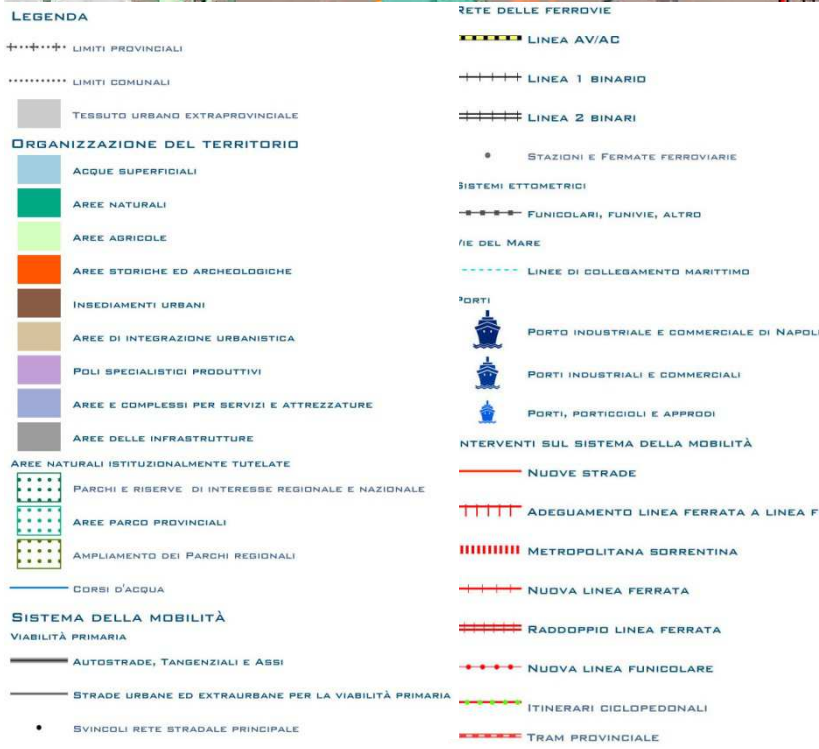 LEGENDA
LIMITI PROVINCIALI
LIMITI COMUNALI
TESSUTO URBANO EXTRAPROVINCIALE
ORGANIZZAZIONE DEL TERRITORIO
ACQUE SUPERFICIALI
AREE NATURALI
AREE AGRICOLE
AREE STORICHE ED ARCHEOLOGICHE
INSEDIAMENTI URBANI
AREE DI INTEGRAZIONE URBANISTICA
POLI SPECIALISTICI PRODUTTIVI
AREE E COMPLESSI PER SERVIZI E ATTREZZATURE
AREE DELLE INFRASTRUTTURE
AREE NATURALI ISTITUZIONALMENTE TUTELATE
PARCHI E RISERVE DI INTERESSE REGIONALE E NAZIONALE
AREE PARCO PROVINCIALI
AMPLIAMENTO DEI PARCHI REGIONALI
CORSI D'ACQUA
SISTEMA DELLA MOBILITÀ
VIABILITÀ PRIMARIA
AUTOSTRADE, TANGENZIALI E ASSI
STRADE URBANE ED EXTRAURBANE PER LA VIABILITÀ PRIMARIA
SVINCOLI RETE STRADALE PRINCIPALE
RETE DELLE FERROVIE
LINEA AV/AC
LINEA 1 BINARIO
LINEA 2 BINARI
STAZIONI E FERMATE FERROVIARIE
SISTEMI ETTOMETRICI
FUNICOLARI, FUNIVIE, ALTRO
VIE DEL MARE
LINEE DI COLLEGAMENTO MARITTIMO
PORTI
PORTO INDUSTRIALE E COMMERCIALE DI NAPOLI
PORTI INDUSTRIALI E COMMERCIALI
PORTI, PORTICCIOLI E APPRODI
NTERVENTI SUL SISTEMA DELLA MOBILITÀ
NUOVE STRADE
ADEGUAMENTO LINEA FERRATA A LINEA F
METROPOLITANA SORRENTINA
NUOVA LINEA FERRATA
RADDOPPIO LINEA FERRATA
NUOVA LINEA FUNICOLARE
ITINERARI CICLOPEDONALI
TRAM PROVINCIALE